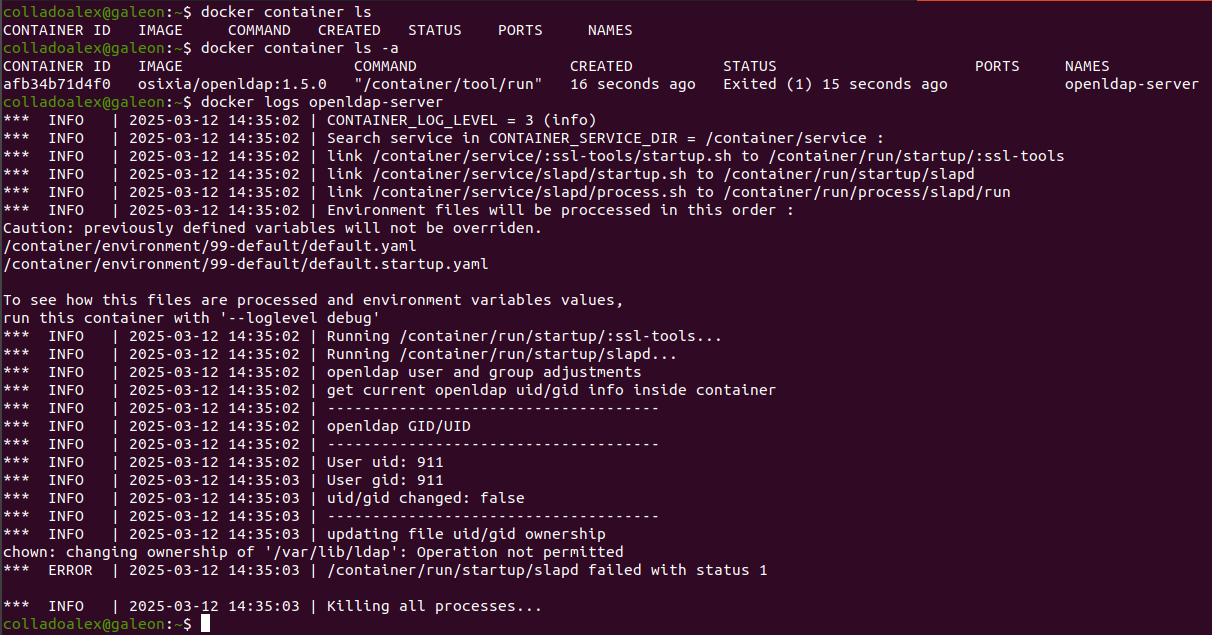 colladoalex@galeon:~$ docker container ls
CONTAINER ID   IMAGE     COMMAND   CREATED   STATUS    PORTS     NAMES
colladoalex@galeon:~$ docker container ls -a
CONTAINER ID   IMAGE                   COMMAND                 CREATED          STATUS                      PORTS     NAMES
afb34b71d4f0   osixia/openldap:1.5.0   "/container/tool/run"   16 seconds ago   Exited (1) 15 seconds ago             openldap-server
colladoalex@galeon:~$ docker logs openldap-server
***  INFO   | 2025-03-12 14:35:02 | CONTAINER_LOG_LEVEL = 3 (info)
***  INFO   | 2025-03-12 14:35:02 | Search service in CONTAINER_SERVICE_DIR = /container/service :
***  INFO   | 2025-03-12 14:35:02 | link /container/service/:ssl-tools/startup.sh to /container/run/startup/:ssl-tools
***  INFO   | 2025-03-12 14:35:02 | link /container/service/slapd/startup.sh to /container/run/startup/slapd
***  INFO   | 2025-03-12 14:35:02 | link /container/service/slapd/process.sh to /container/run/process/slapd/run
***  INFO   | 2025-03-12 14:35:02 | Environment files will be proccessed in this order :
Caution: previously defined variables will not be overriden.
/container/environment/99-default/default.yaml
/container/environment/99-default/default.startup.yaml

To see how this files are processed and environment variables values,
run this container with '--loglevel debug'
***  INFO   | 2025-03-12 14:35:02 | Running /container/run/startup/:ssl-tools...
***  INFO   | 2025-03-12 14:35:02 | Running /container/run/startup/slapd...
***  INFO   | 2025-03-12 14:35:02 | openldap user and group adjustments
***  INFO   | 2025-03-12 14:35:02 | get current openldap uid/gid info inside container
***  INFO   | 2025-03-12 14:35:02 | -------------------------------------
***  INFO   | 2025-03-12 14:35:02 | openldap GID/UID
***  INFO   | 2025-03-12 14:35:02 | -------------------------------------
***  INFO   | 2025-03-12 14:35:02 | User uid: 911
***  INFO   | 2025-03-12 14:35:03 | User gid: 911
***  INFO   | 2025-03-12 14:35:03 | uid/gid changed: false
***  INFO   | 2025-03-12 14:35:03 | -------------------------------------
***  INFO   | 2025-03-12 14:35:03 | updating file uid/gid ownership
chown: changing ownership of '/var/lib/ldap': Operation not permitted
***  ERROR  | 2025-03-12 14:35:03 | /container/run/startup/slapd failed with status 1

***  INFO   | 2025-03-12 14:35:03 | Killing all processes...
colladoalex@galeon:~$